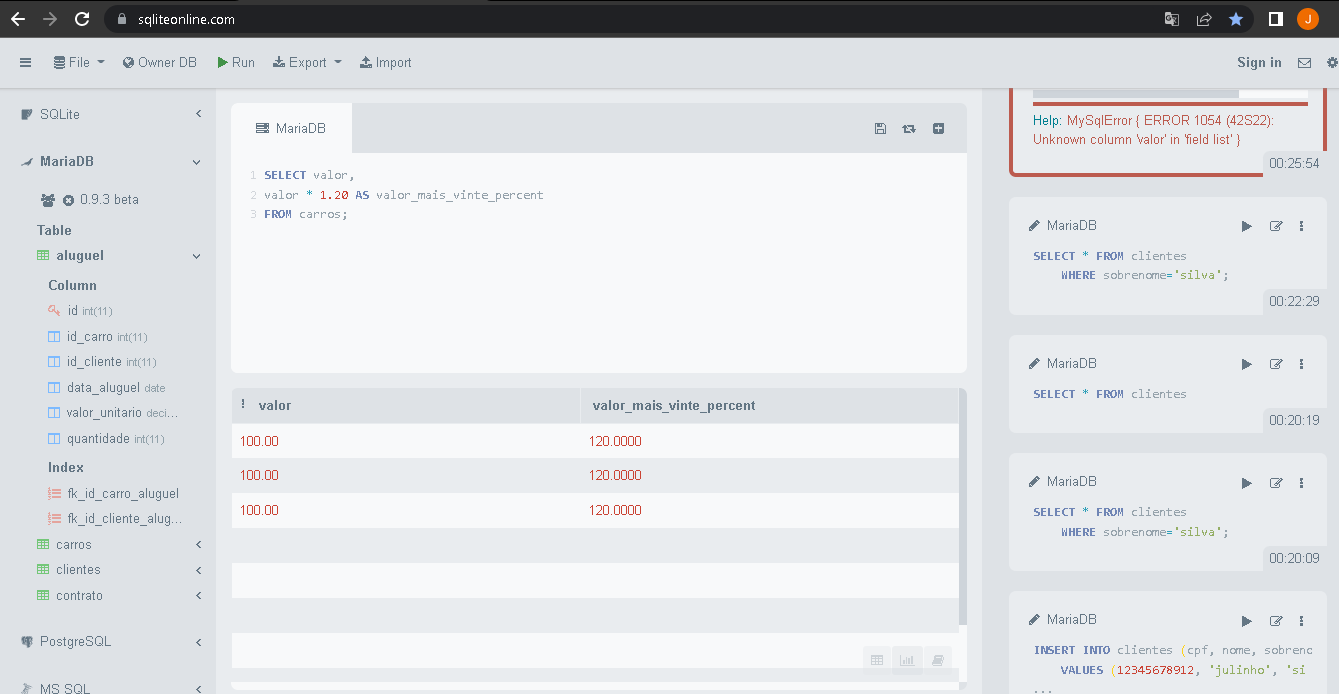 sqliteonline.com
J
File
Owner DB
Run
Export
Import
Sign in
SQLite
MariaDB
0.9.3 beta
Table
aluguel
Column
id int(11)
id_carro int(11)
id_cliente int(11)
data_aluguel date
valor_unitario deci...
quantidade int(11)
Index
fk_id_carro_aluguel
fk_id_cliente_alug...
carros
clientes
contrato
PostgreSQL
MS SQL
MariaDB
1 SELECT valor,
2 valor * 1.20 AS valor_mais_vinte_percent
3 FROM carros;
valor valor_mais_vinte_percent
100.00 120.0000
100.00 120.0000
100.00 120.0000
Help: MySqlError { ERROR 1054 (42S22):
Unknown column 'valor' in 'field list' }
00:25:54
MariaDB
SELECT * FROM clientes
WHERE sobrenome='silva';
00:22:29
MariaDB
SELECT * FROM clientes
00:20:19
MariaDB
SELECT * FROM clientes
WHERE sobrenome='silva';
00:20:09
MariaDB
INSERT INTO clientes (cpf, nome, sobrenc
VALUES (12345678912, 'julinho', 'si
...